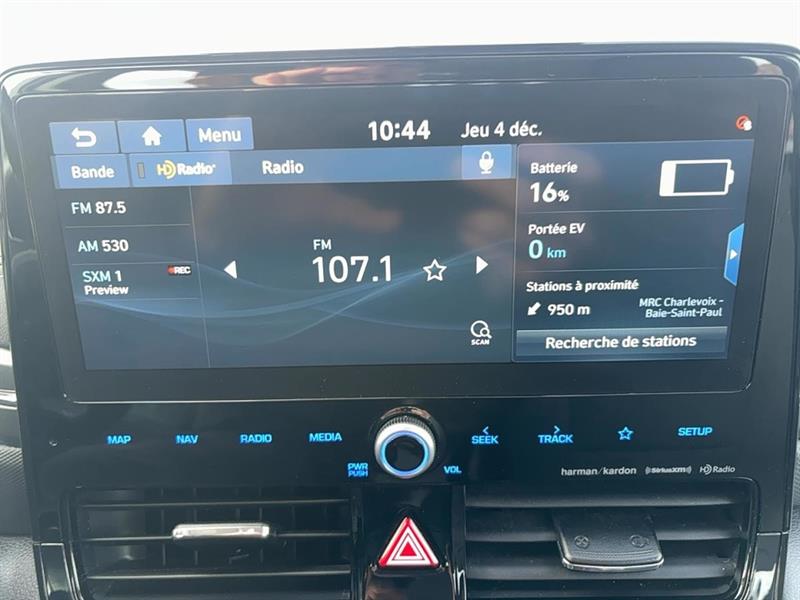 Menu
10:44
Jeu 4 déc.
Bande
HD Radio
Radio
FM 87.5
AM 530
SXM 1
REC
Preview
FM
107.1
SCAN
Batterie
16%
Portée EV
0 km
Stations à proximité
950 m
MRC Charlevoix -
Baie-Saint-Paul
Recherche de stations
MAP
NAV
RADIO
MEDIA
PWR
PUSH
VOL
SEEK
TRACK
SETUP
harman/kardon
((SiriusXM))
HD Radio